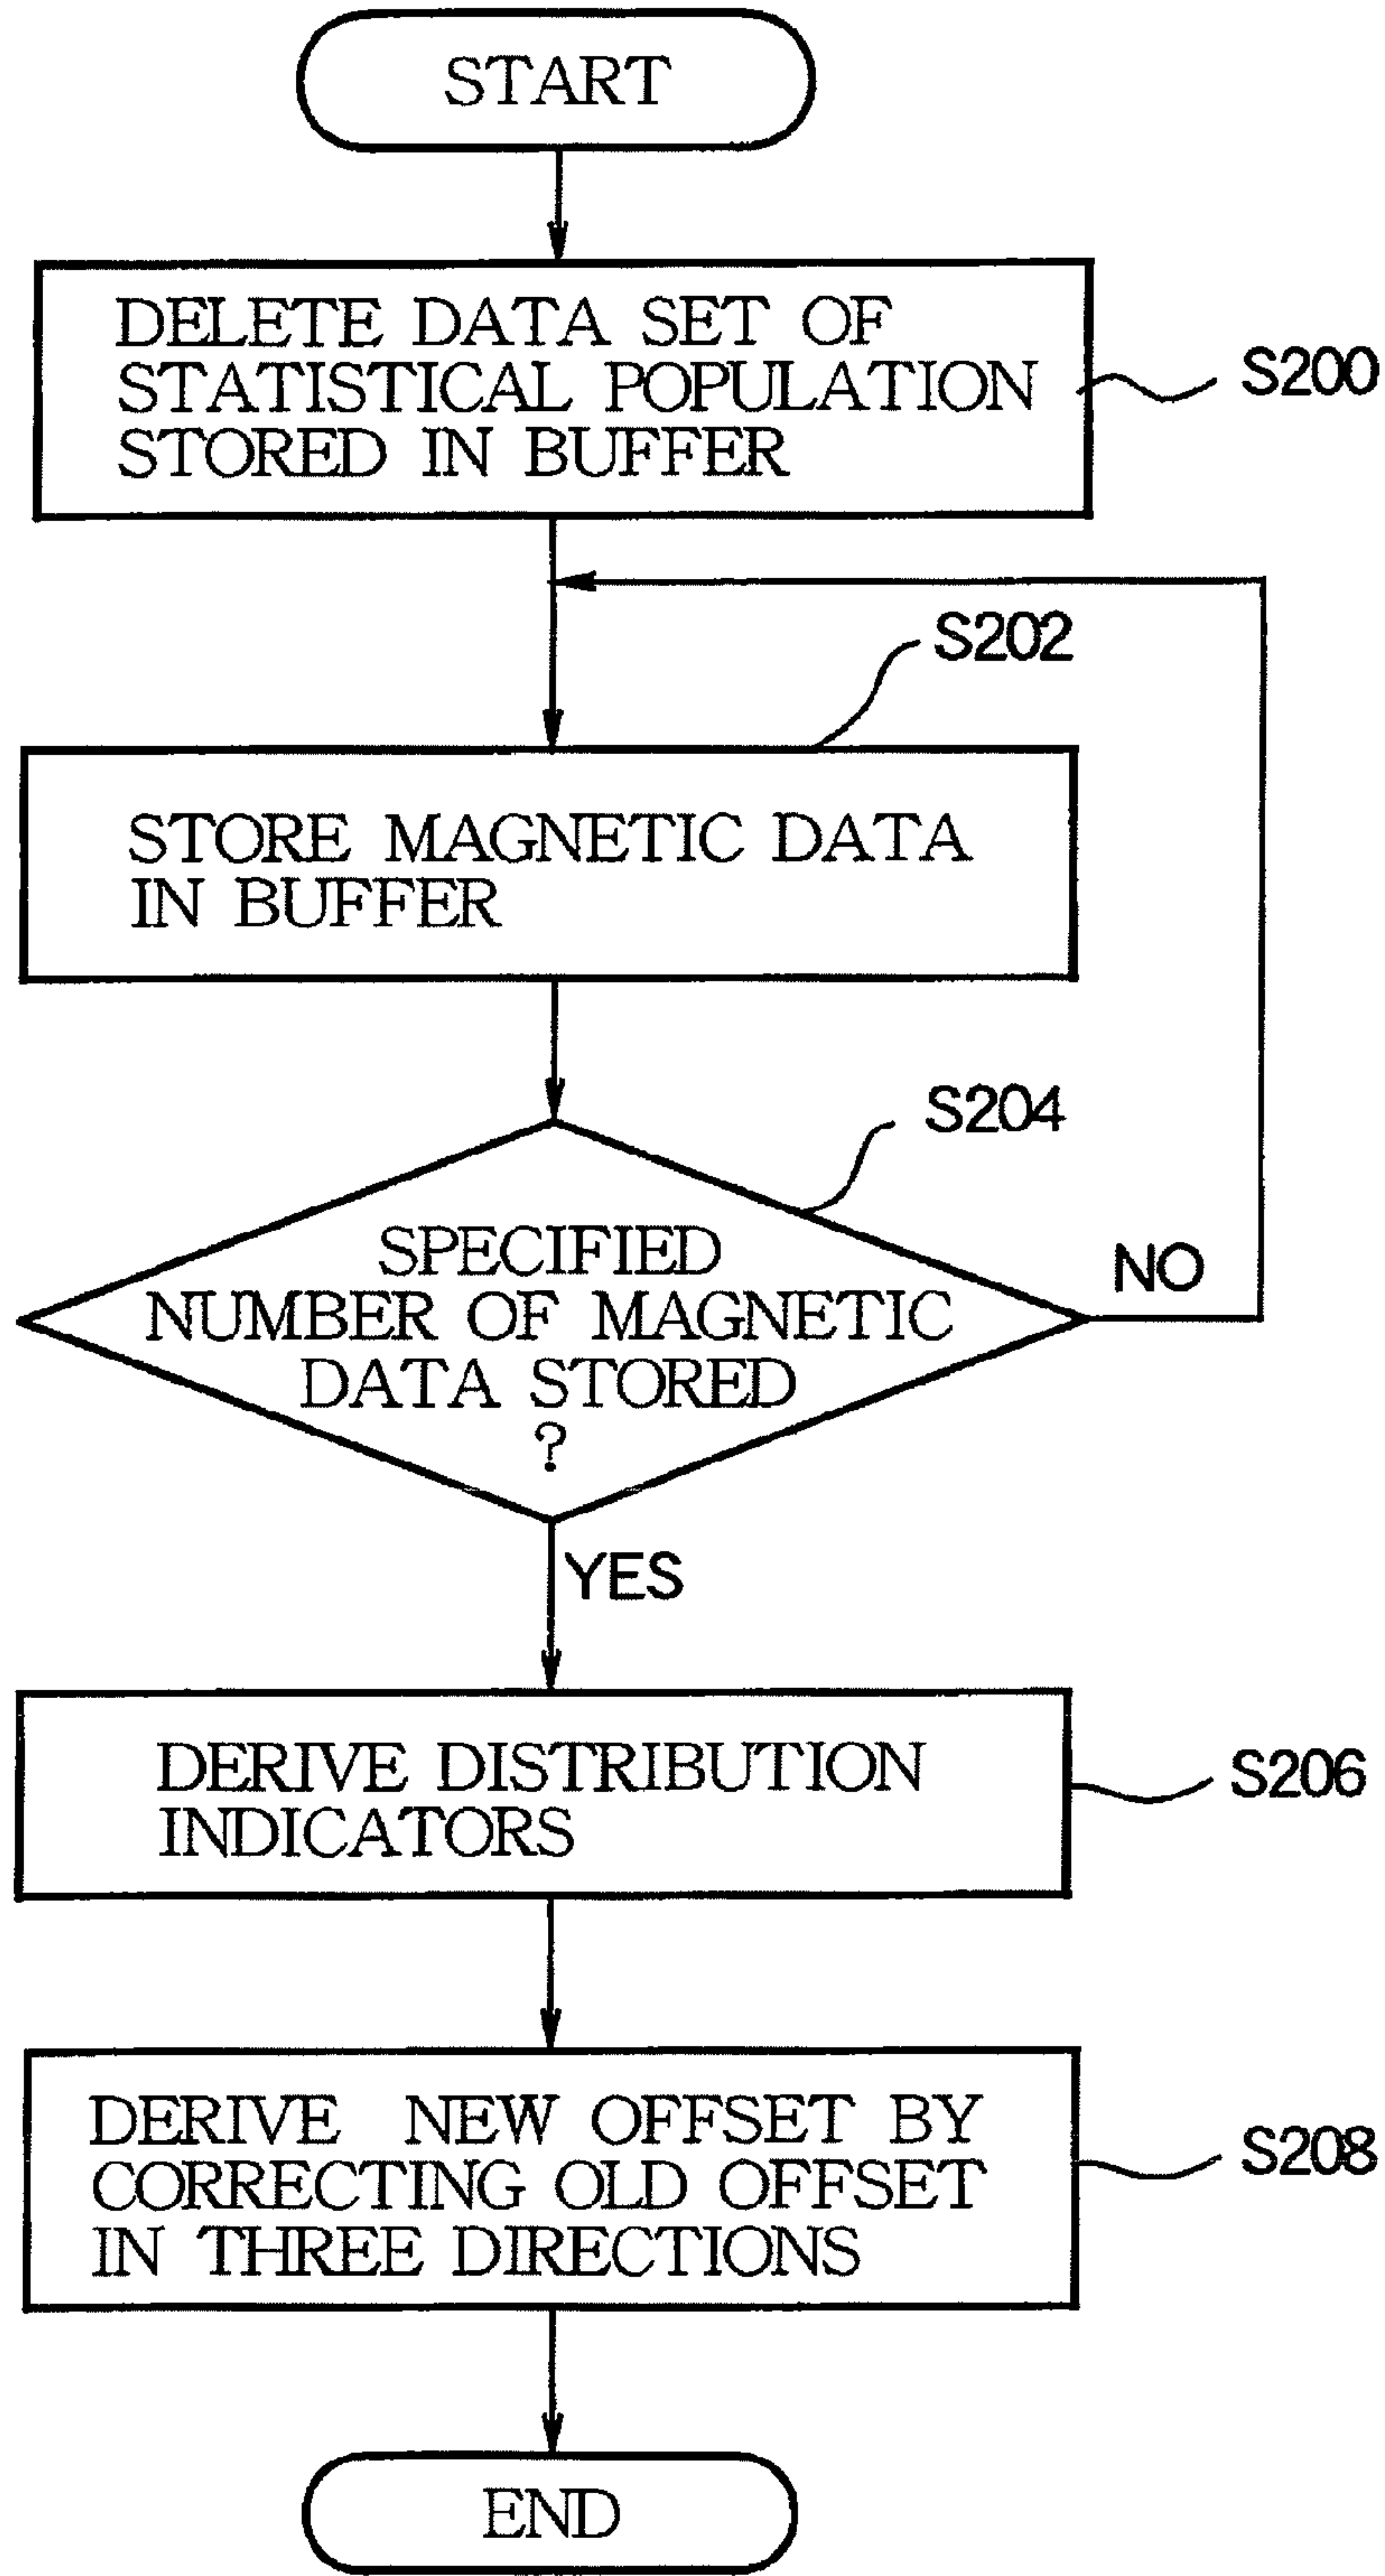 START
DELETE DATA SET OF
STATISTICAL POPULATION
STORED IN BUFFER
S200
S202
STORE MAGNETIC DATA
IN BUFFER
S204
SPECIFIED
NUMBER OF MAGNETIC
DATA STORED
?
NO
YES
DERIVE DISTRIBUTION
INDICATORS
S206
DERIVE NEW OFFSET BY
CORRECTING OLD OFFSET
IN THREE DIRECTIONS
S208
END